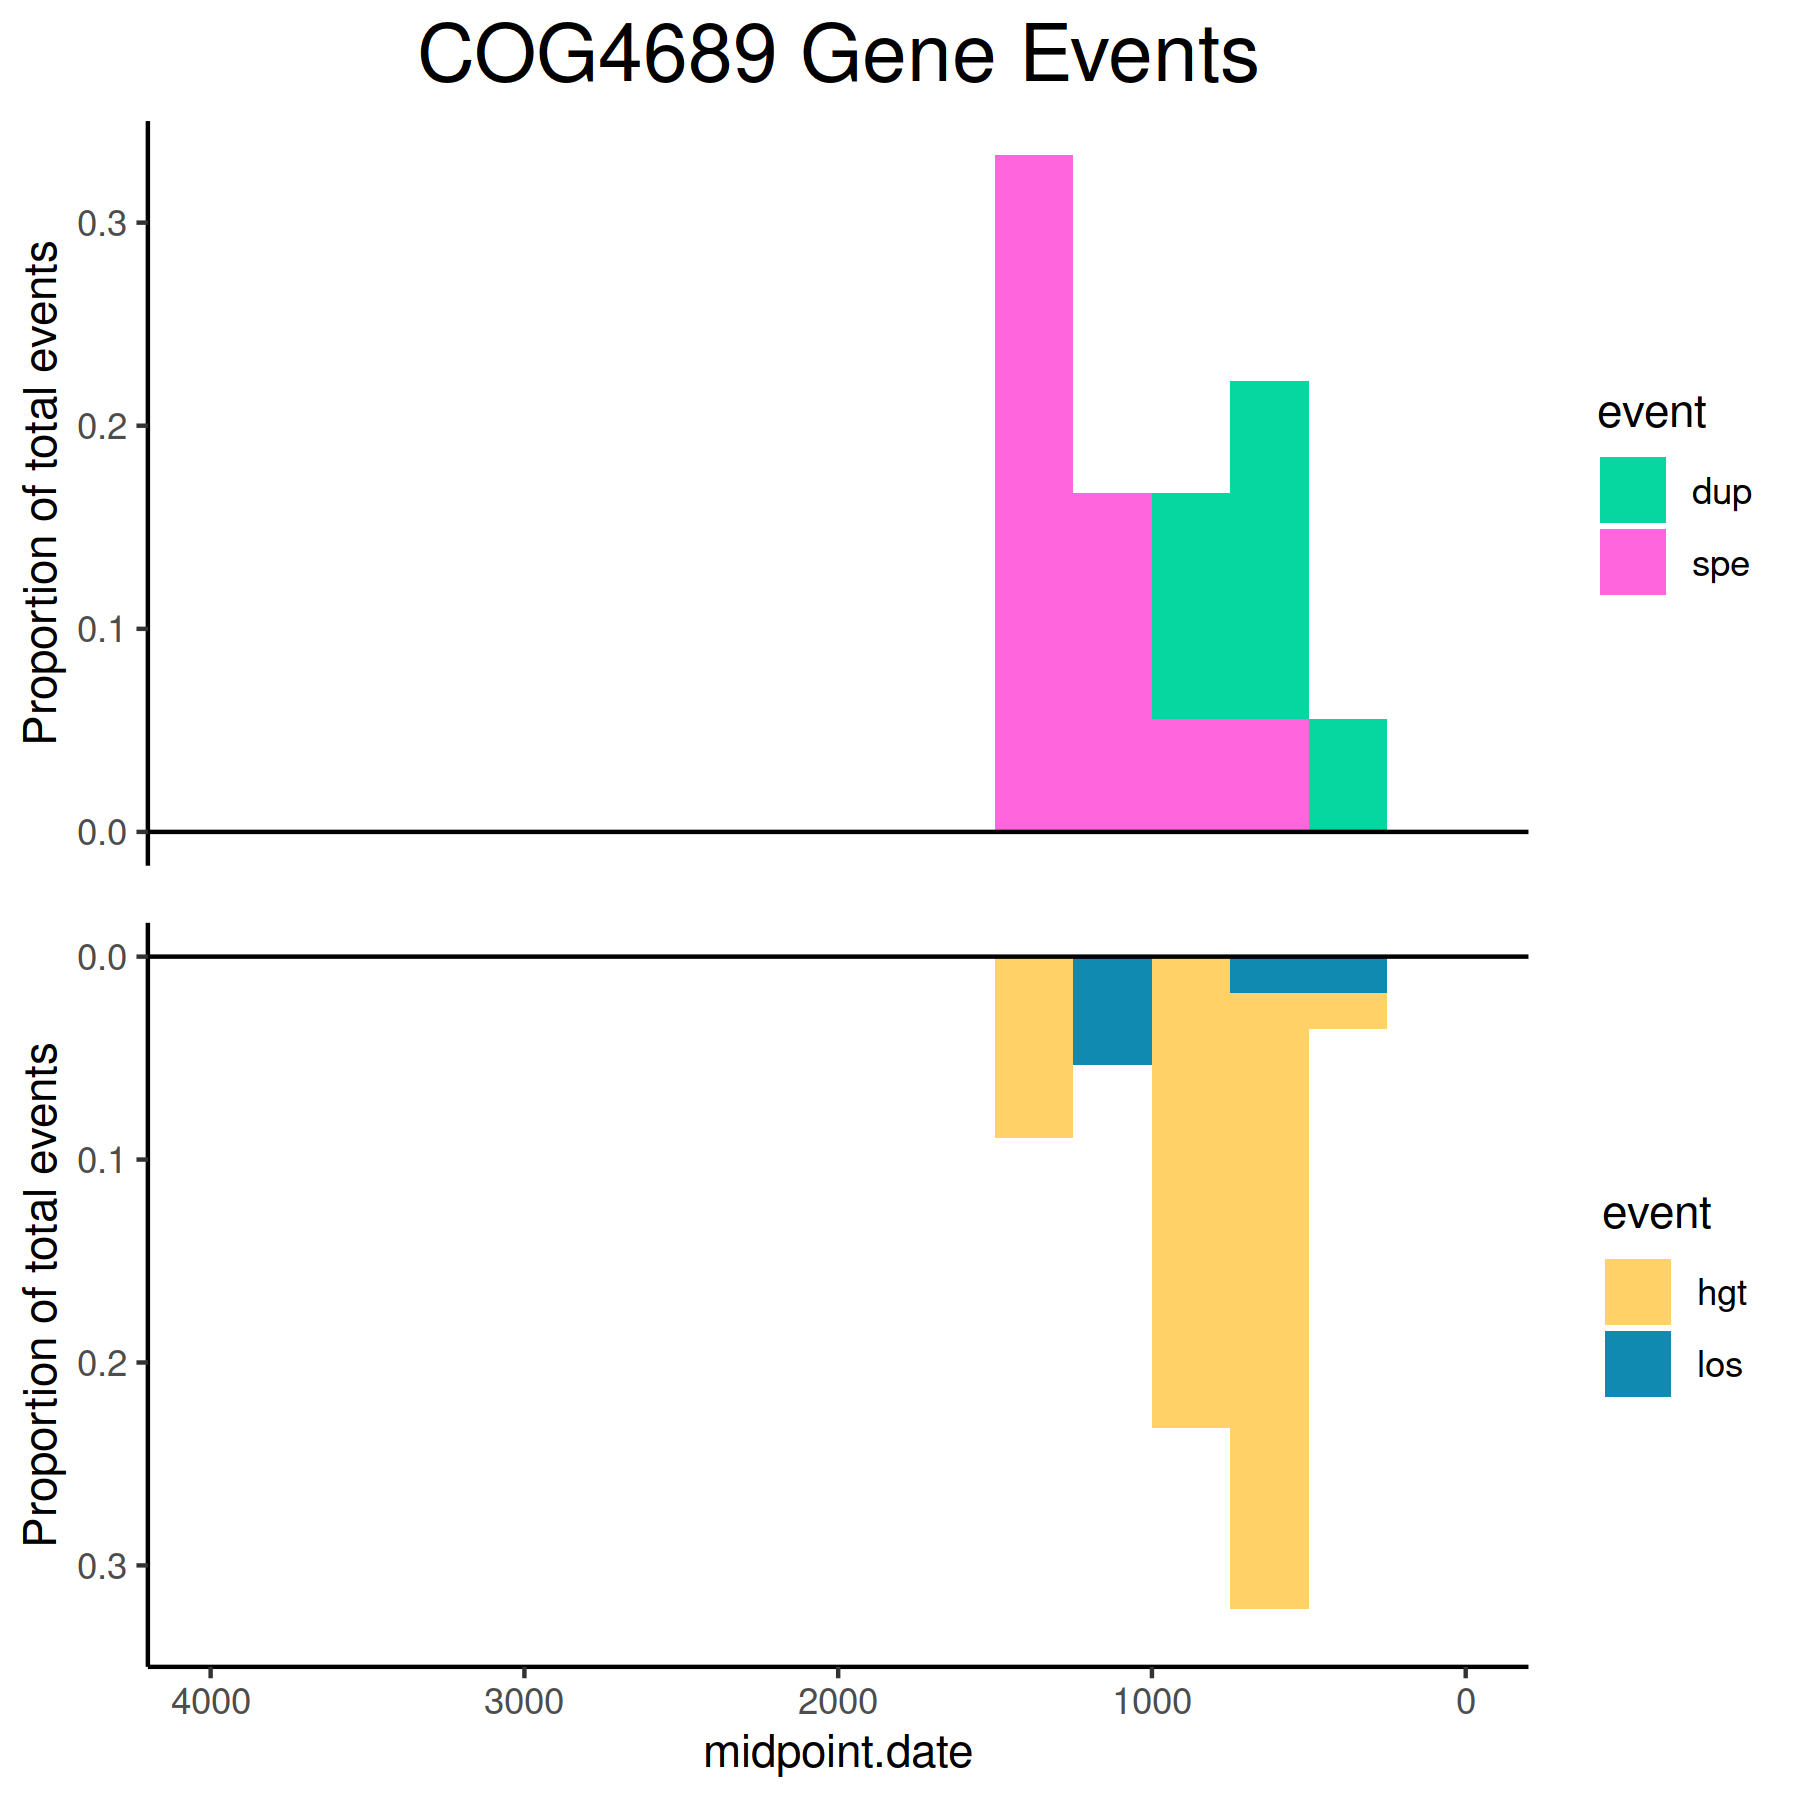 COG4689 Gene Events
Proportion of total events
0.3
0.2
0.1
0.0
event
dup
spe
Proportion of total events
0.0
0.1
0.2
0.3
event
hgt
los
4000 3000 2000 1000 0
midpoint.date